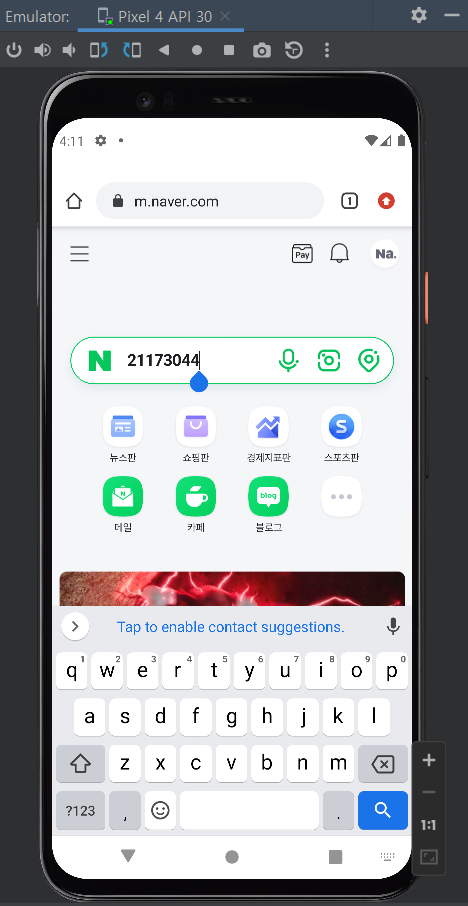 Emulator: Pixel 4 API 30
4:11
m.naver.com
1
Pay
Na.
N 21173044
뉴스판 쇼핑판 경제지표판 스포츠판
N blog
메일 카페 블로그
Tap to enable contact suggestions.
q1 w2 e3 r4 t5 y6 u7 i8 o9 p0
a s d f g h j k l
z x c v b n m
?123 , .
1:1